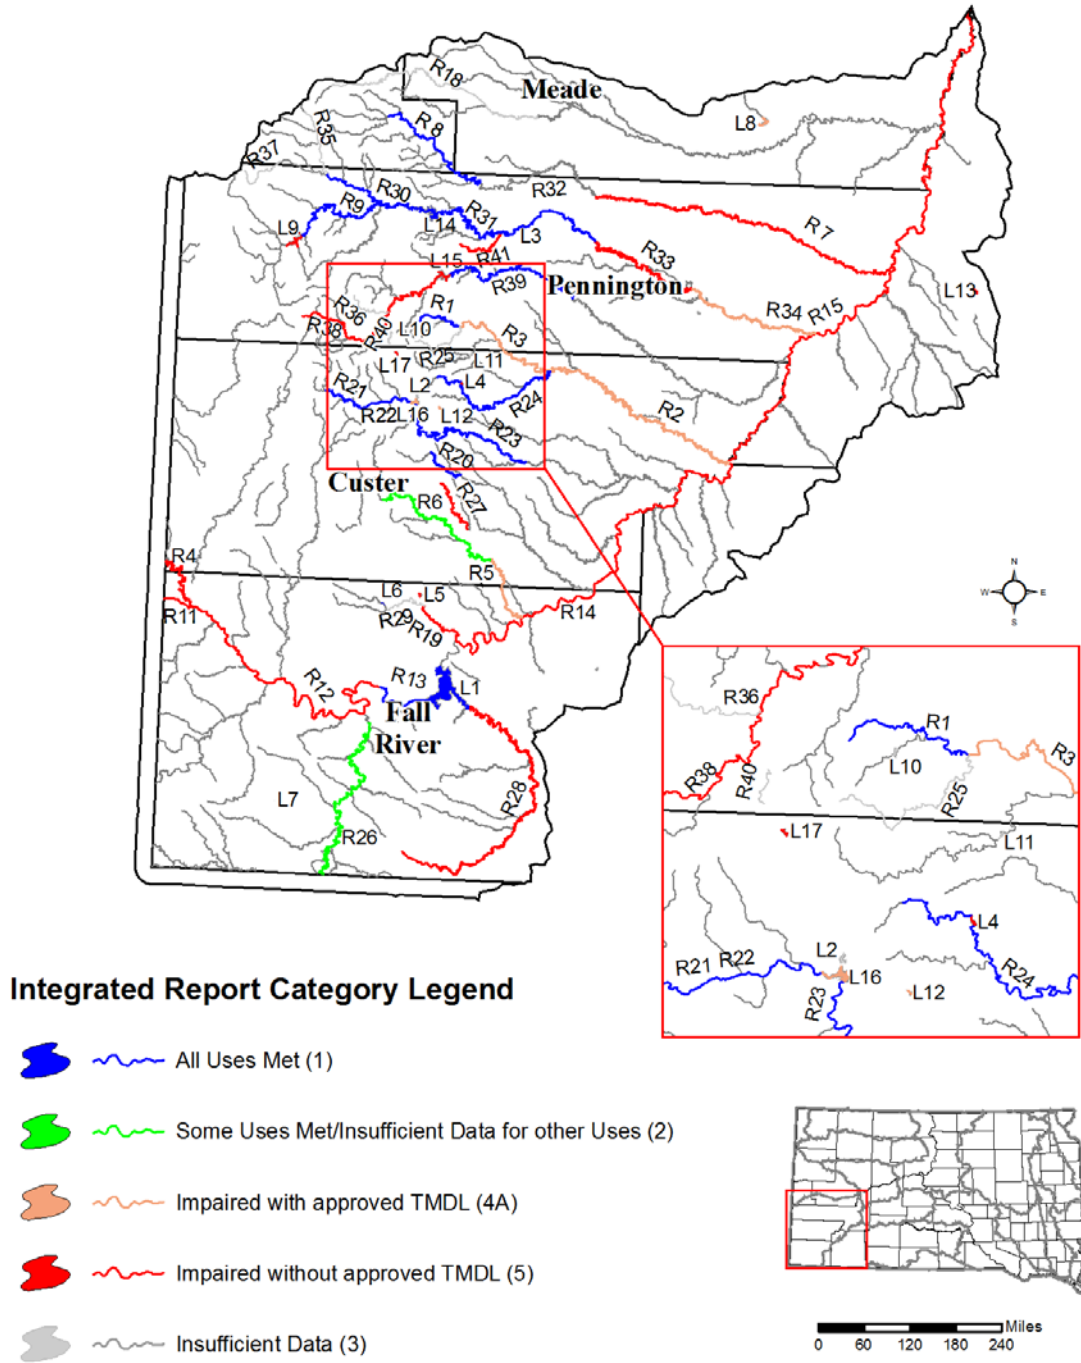 R18
Meade
L8
R8
R35
R37
R32
R30
R9
R31
L14
L9
L3
R7
R41
R33
L15
R39
Pennington
L13
R36
R1
R38
R40
L10
R3
R34
R15
R25
L11
L17
L2
L4
R21
R24
R22
L16
L12
R2
R23
R20
Custer
R6
R27
R4
R5
L6
L5
R11
R29
R19
R14
N
W
E
S
R13
L1
R12
Fall
River
L7
R28
R26
R36
R1
R3
R38
R40
L10
R25
L17
L11
L4
L2
R21
R22
L16
R24
R23
L12
Integrated Report Category Legend
All Uses Met (1)
Some Uses Met/Insufficient Data for other Uses (2)
Impaired with approved TMDL (4A)
Impaired without approved TMDL (5)
Insufficient Data (3)
Miles
0 60 120 180 240